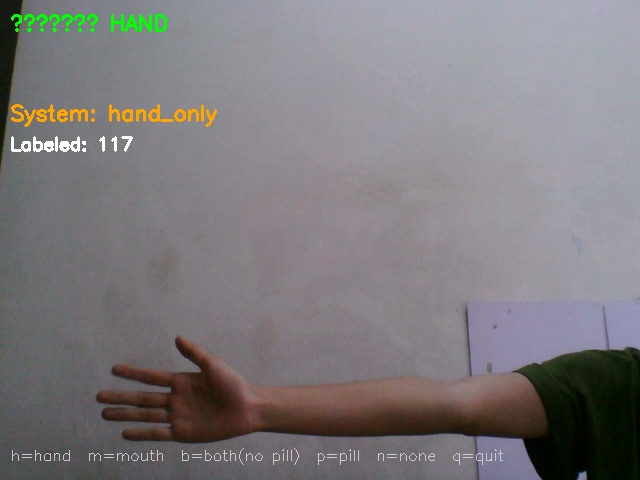 ??????? HAND
System: hand_only
Labeled: 117
h=hand m=mouth b=both(no pill) p=pill n=none q=quit